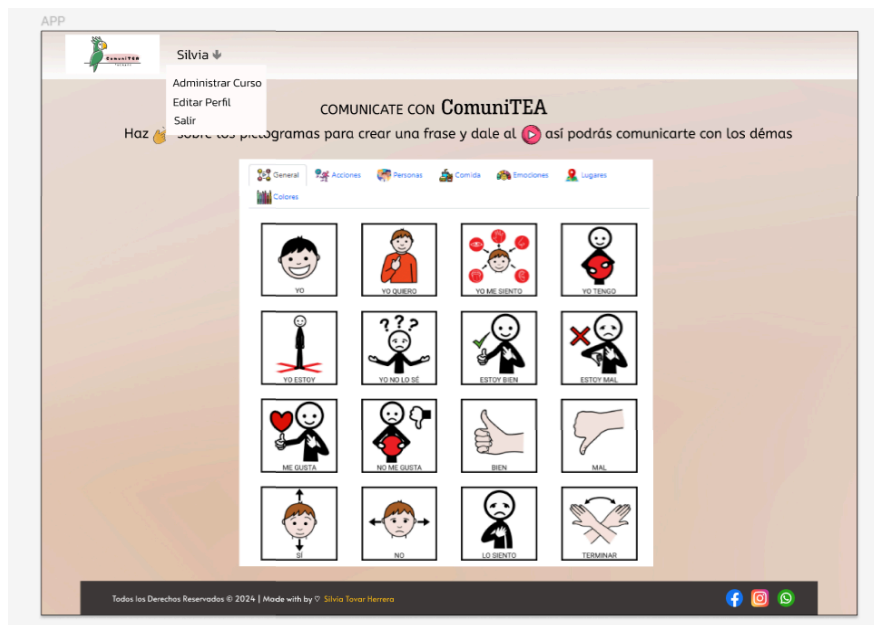 APP
ComuniTEA
Silvia
Administrar Curso
Editar Perfil
Salir
COMUNICATE CON ComuniTEA
Haz sobre los pictogramas para crear una frase y dale al así podrás comunicarte con los démas
General Acciones Personas Comida Emociones Lugares
Colores
YO YO QUIERO YO ME SIENTO YO TENGO
YO ESTOY YO NO LO SÉ ESTOY BIEN ESTOY MAL
ME GUSTA NO ME GUSTA BIEN MAL
SÍ NO LO SIENTO TERMINAR
Todos los Derechos Reservados © 2024 | Made with by ♡ Silvia Tovar Herrera